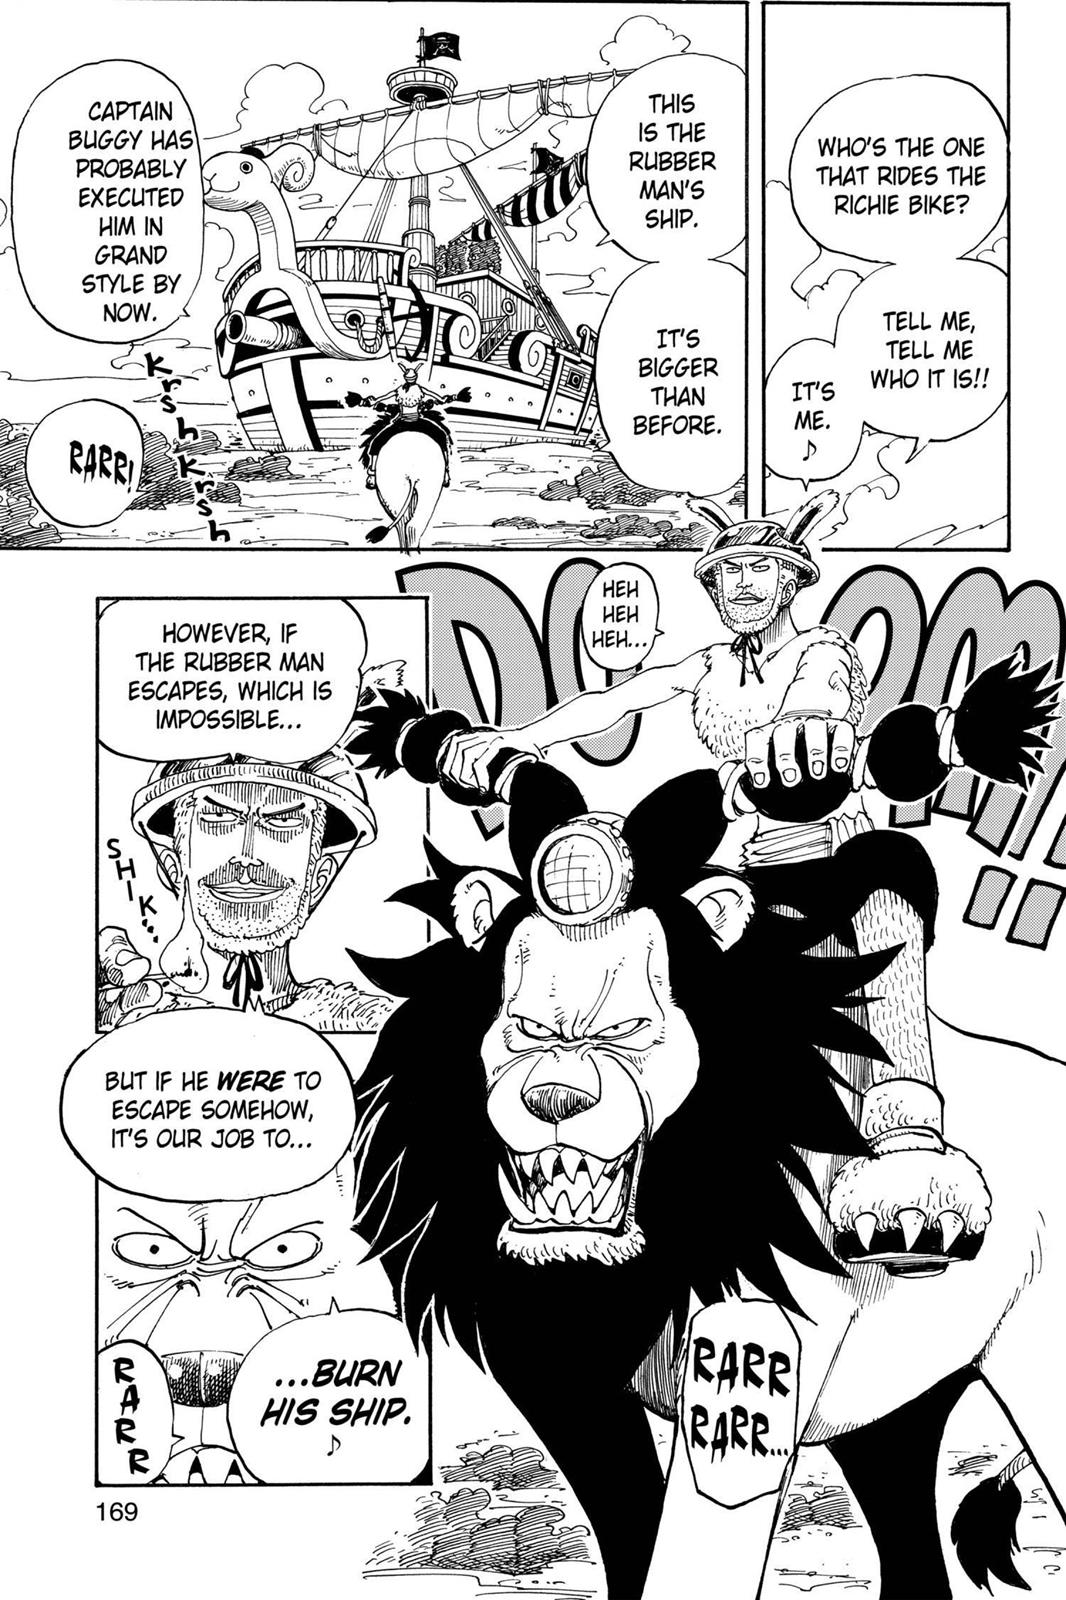 WHO'S THE ONE
THAT RIDES THE
RICHIE BIKE?
TELL ME,
TELL ME
WHO IT IS!!
IT'S
ME.
♪
THIS
IS THE
RUBBER
MAN'S
SHIP.
IT'S
BIGGER
THAN
BEFORE.
CAPTAIN
BUGGY HAS
PROBABLY
EXECUTED
HIM IN
GRAND
STYLE BY
NOW.
Krsh Krsh
RARR!
DOOM!!
HEH
HEH
HEH...
HOWEVER, IF
THE RUBBER MAN
ESCAPES, WHICH IS
IMPOSSIBLE...
SHIK...
BUT IF HE WERE TO
ESCAPE SOMEHOW,
IT'S OUR JOB TO...
RARR
...BURN
HIS SHIP.
♪
RARR
RARR...
169